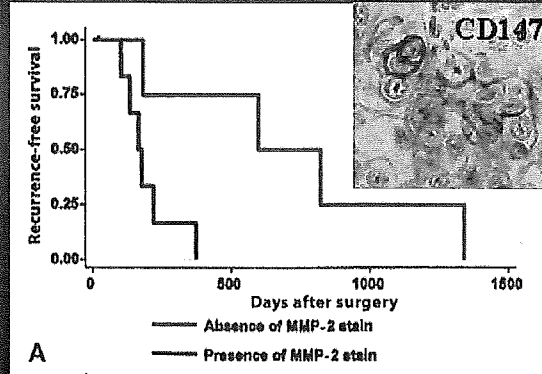 CD147
1.00
0.75
0.50
0.25
0.00
Recurrence-free survival
0 500 1000 1500
Days after surgery
Absence of MMP-2 stain
Presence of MMP-2 stain
A